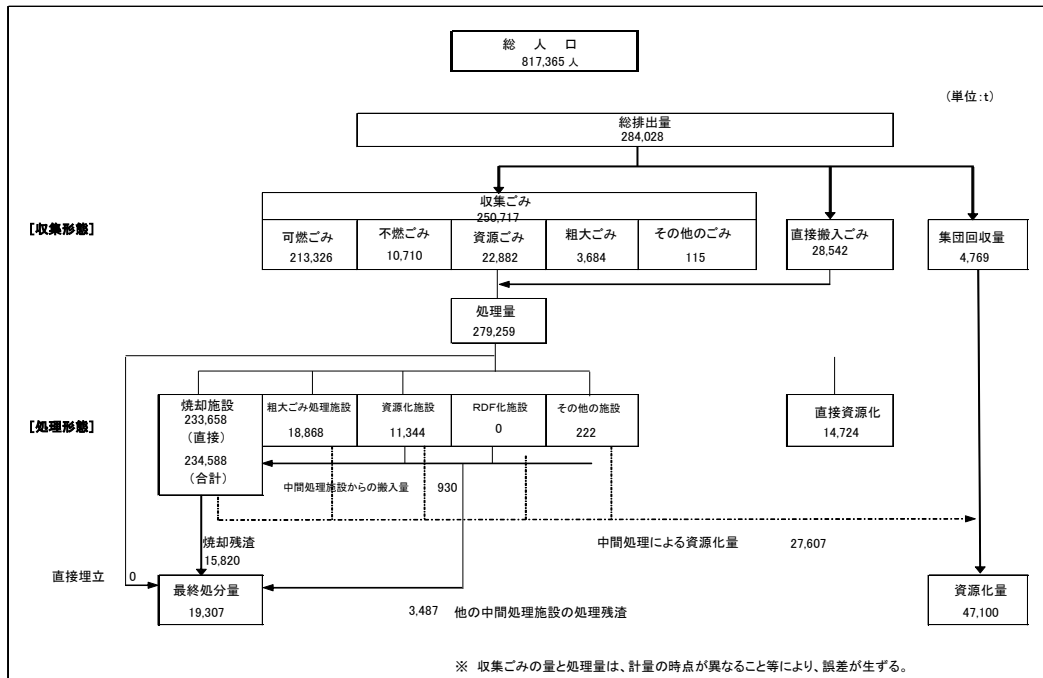 総 人 口
817,365 人
(単位:t)
総排出量
284,028
収集ごみ
250,717
[収集形態]
可燃ごみ 不燃ごみ 資源ごみ 粗大ごみ その他のごみ 直接搬入ごみ 集団回収量
213,326 10,710 22,882 3,684 115 28,542 4,769
処理量
279,259
[処理形態]
焼却施設 粗大ごみ処理施設 資源化施設 RDF化施設 その他の施設 直接資源化
233,658 18,868 11,344 0 222 14,724
(直接)
234,588
(合計)
中間処理施設からの搬入量 930
焼却残渣
15,820
中間処理による資源化量 27,607
直接埋立 0
最終処分量
19,307
3,487 他の中間処理施設の処理残渣
資源化量
47,100
※ 収集ごみの量と処理量は、計量の時点が異なること等により、誤差が生ずる。